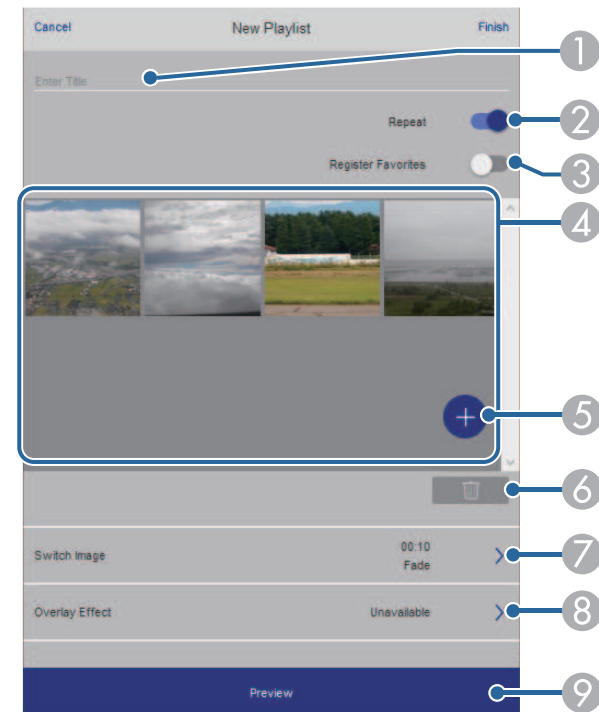 Cancel New Playlist Finish
Enter Title
1
Repeat
2
Register Favorites
3
4
5
6
Switch Image 00:10
Fade
7
Overlay Effect Unavailable
8
Preview
9